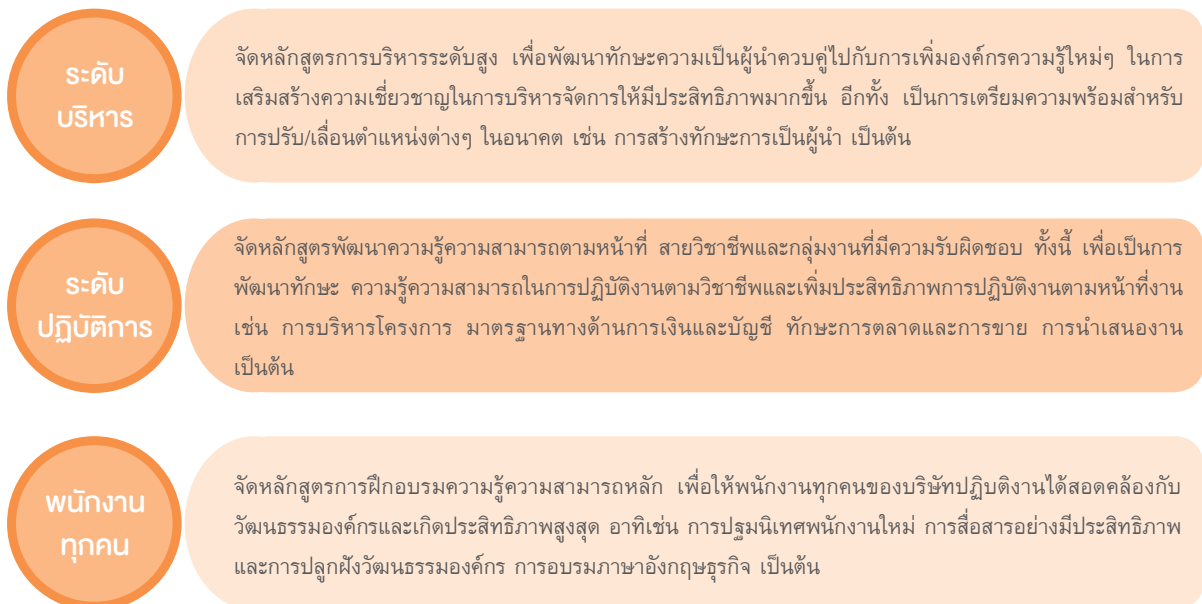 ระดับ
บริหาร
จัดหลักสูตรการบริหารระดับสูง เพื่อพัฒนาทักษะความเป็นผู้นำควบคู่ไปกับการเพิ่มองค์กรความรู้ใหม่ๆ ในการ
เสริมสร้างความเชี่ยวชาญในการบริหารจัดการให้มีประสิทธิภาพมากขึ้น อีกทั้ง เป็นการเตรียมความพร้อมสำหรับ
การปรับ/เลื่อนตำแหน่งต่างๆ ในอนาคต เช่น การสร้างทักษะการเป็นผู้นำ เป็นต้น
ระดับ
ปฏิบัติการ
จัดหลักสูตรพัฒนาความรู้ความสามารถตามหน้าที่ สายวิชาชีพและกลุ่มงานที่มีความรับผิดชอบ ทั้งนี้ เพื่อเป็นการ
พัฒนาทักษะ ความรู้ความสามารถในการปฏิบัติงานตามวิชาชีพและเพิ่มประสิทธิภาพการปฏิบัติงานตามหน้าที่งาน
เช่น การบริหารโครงการ มาตรฐานทางด้านการเงินและบัญชี ทักษะการตลาดและการขาย การนำเสนองาน
เป็นต้น
พนักงาน
ทุกคน
จัดหลักสูตรการฝึกอบรมความรู้ความสามารถหลัก เพื่อให้พนักงานทุกคนของบริษัทปฏิบติงานได้สอดคล้องกับ
วัฒนธรรมองค์กรและเกิดประสิทธิภาพสูงสุด อาทิเช่น การปฐมนิเทศพนักงานใหม่ การสื่อสารอย่างมีประสิทธิภาพ
และการปลูกฝังวัฒนธรรมองค์กร การอบรมภาษาอังกฤษธุรกิจ เป็นต้น